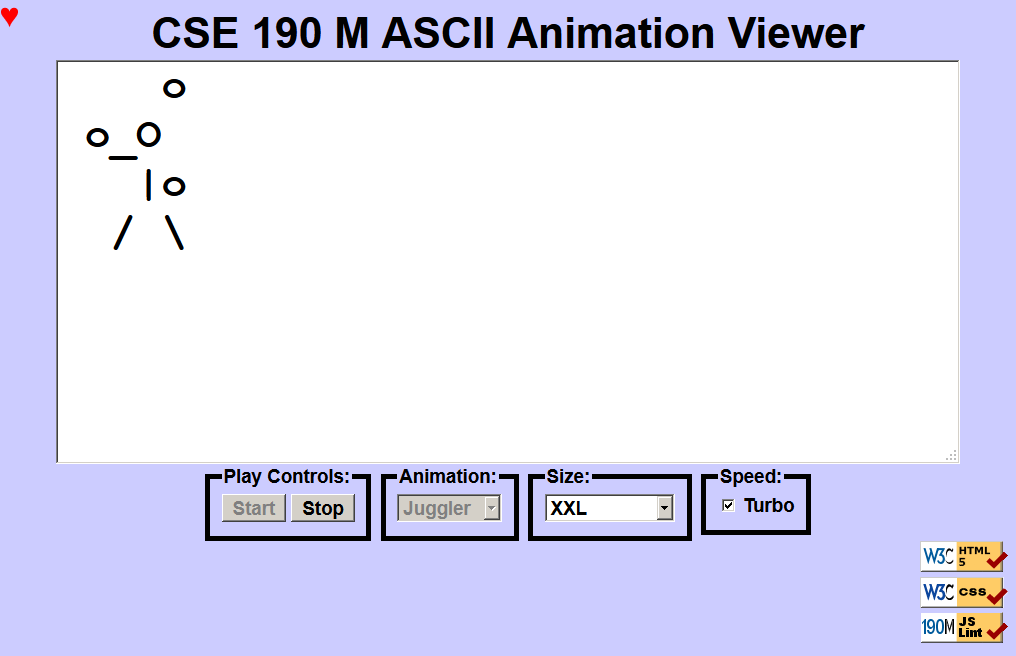 ♥
CSE 190 M ASCII Animation Viewer
      o
o_O
  |o
 / \
Play Controls: Animation: Size: Speed:
Start Stop Juggler XXL Turbo
W3C HTML 5
W3C css
190M JS Lint